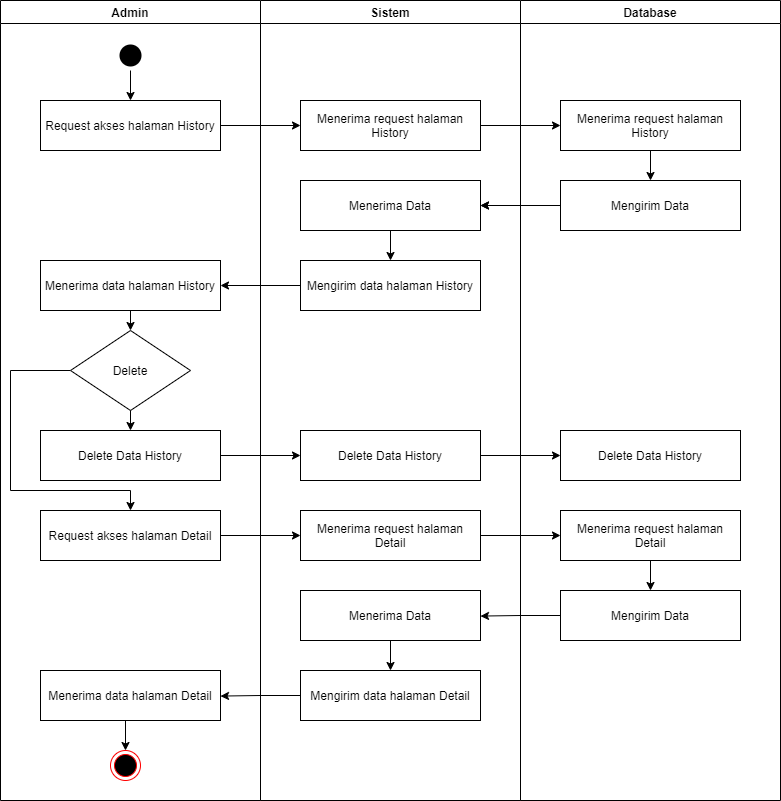 Admin
Sistem
Database
Request akses halaman History
Menerima request halaman
History
Menerima request halaman
History
Menerima Data
Mengirim Data
Menerima data halaman History
Mengirim data halaman History
Delete
Delete Data History
Delete Data History
Delete Data History
Request akses halaman Detail
Menerima request halaman
Detail
Menerima request halaman
Detail
Menerima Data
Mengirim Data
Menerima data halaman Detail
Mengirim data halaman Detail